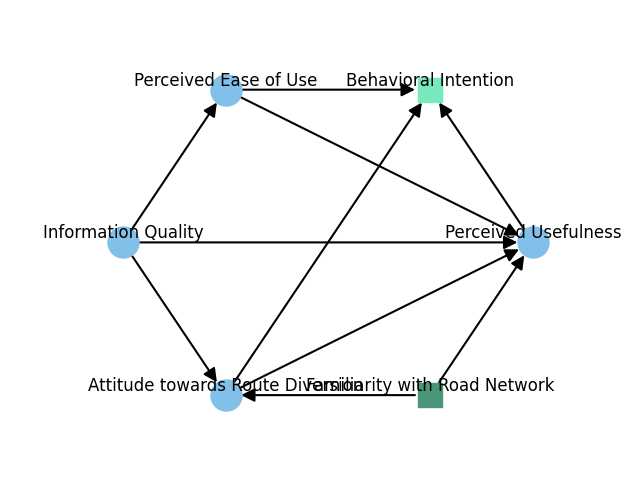 Perceived Ease of Use
Behavioral Intention
Information Quality
Perceived Usefulness
Attitude towards Route Diversion
Familiarity with Road Network